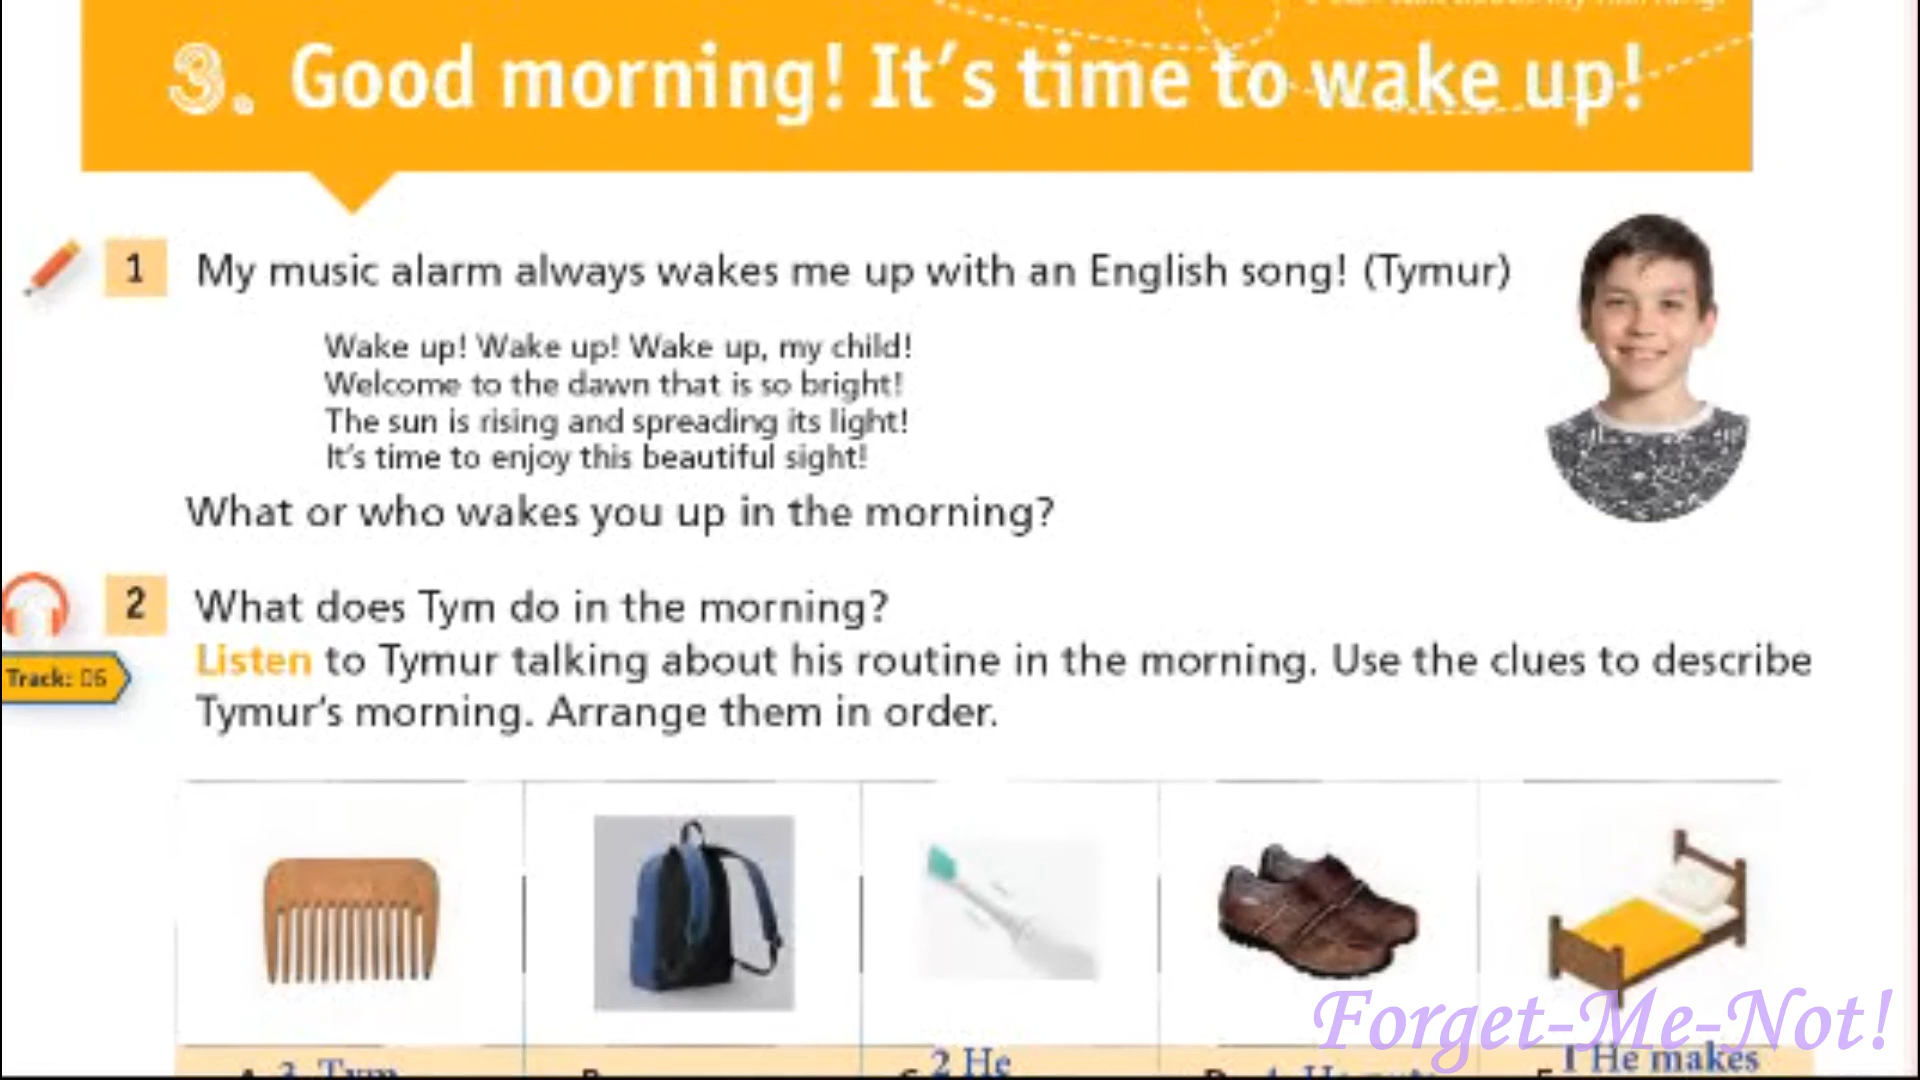 3. Good morning! It's time to wake up!
1 My music alarm always wakes me up with an English song! (Tymur)
Wake up! Wake up! Wake up, my child!
Welcome to the dawn that is so bright!
The sun is rising and spreading its light!
It's time to enjoy this beautiful sight!
What or who wakes you up in the morning?
2 What does Tym do in the morning?
Listen to Tymur talking about his routine in the morning. Use the clues to describe
Track: 06
Tymur's morning. Arrange them in order.
Forget-Me-Not!
3. Tym
2 He
1 He makes